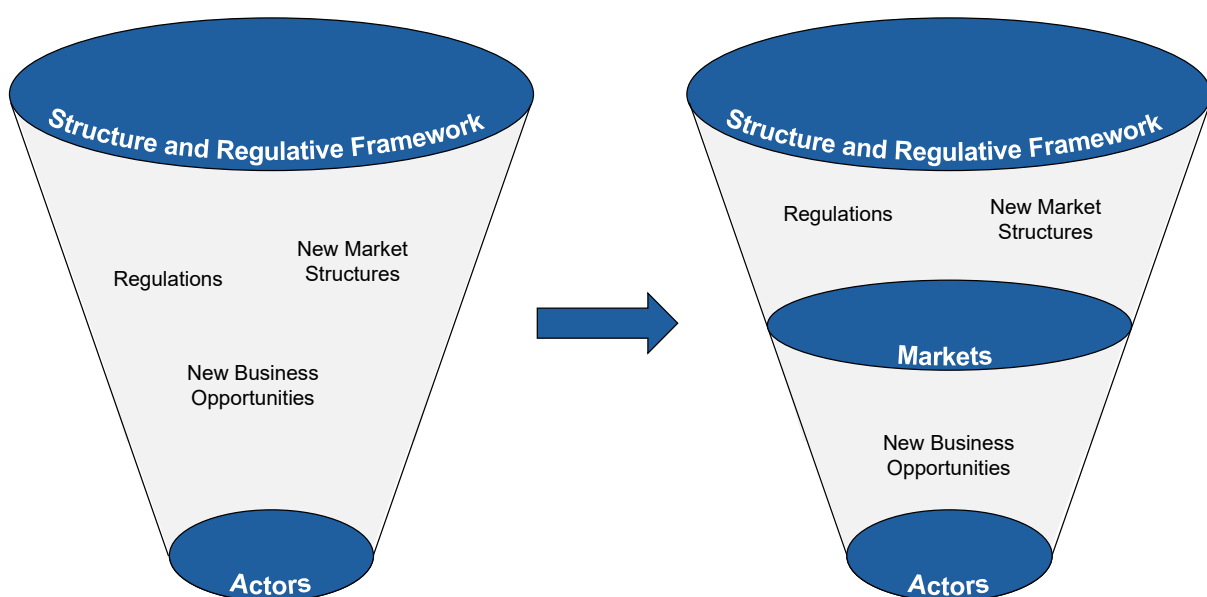 Structure and Regulative Framework
Regulations
New Market
Structures
New Business
Opportunities
Actors
Structure and Regulative Framework
Regulations
New Market
Structures
Markets
New Business
Opportunities
Actors